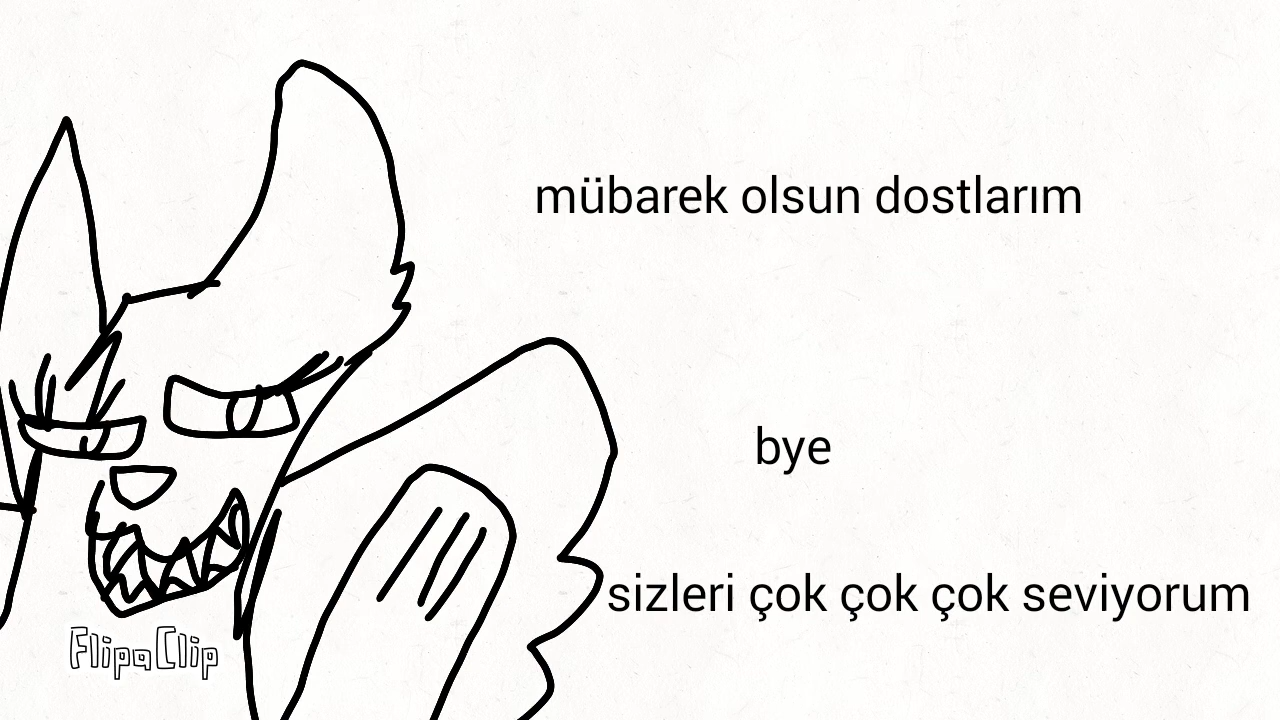 mübarek olsun dostlarım
bye
sizleri çok çok çok seviyorum
FlipaClip